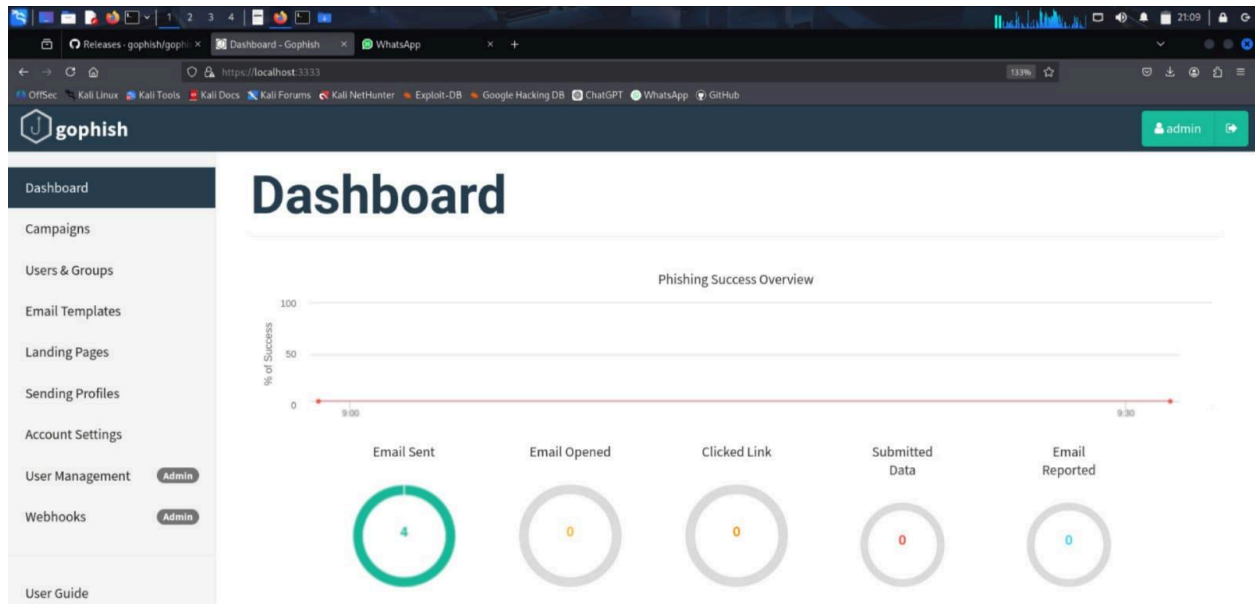 1 2 3 4 21:09 G
Releases · gophish/gophi × Dashboard - Gophish × WhatsApp × +
https://localhost:3333 133%
OffSec Kali Linux Kali Tools Kali Docs Kali Forums Kali NetHunter Exploit-DB Google Hacking DB ChatGPT WhatsApp GitHub
gophish admin
Dashboard
Campaigns
Users & Groups
Email Templates
Landing Pages
Sending Profiles
Account Settings
User Management Admin
Webhooks Admin
User Guide
Dashboard
Phishing Success Overview
% of Success
100
50
0
9:00 9:30
Email Sent
4
Email Opened
0
Clicked Link
0
Submitted
Data
0
Email
Reported
0